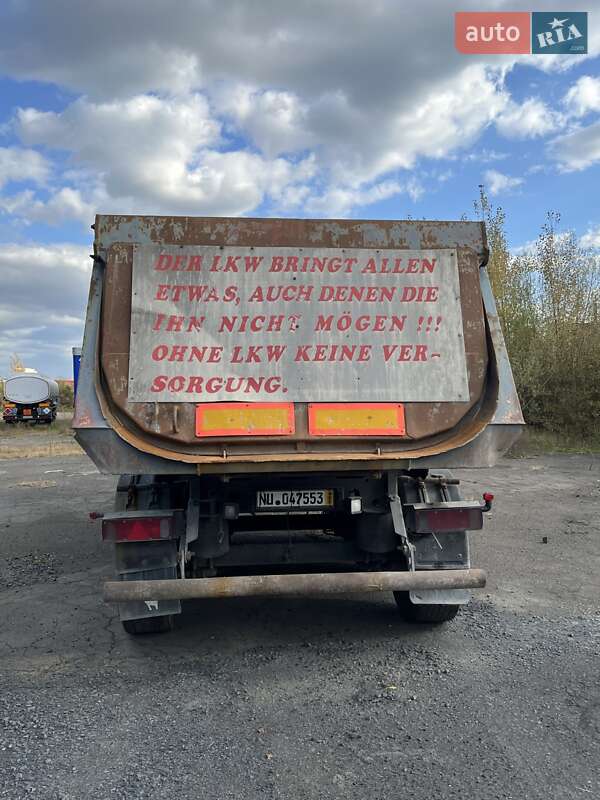 auto RIA
DER LKW BRINGT ALLEN
ETWAS, AUCH DENEN DIE
IHN NICHT MÖGEN!!!
OHNE LKW KEINE VER-
SORGUNG.
NU 047553